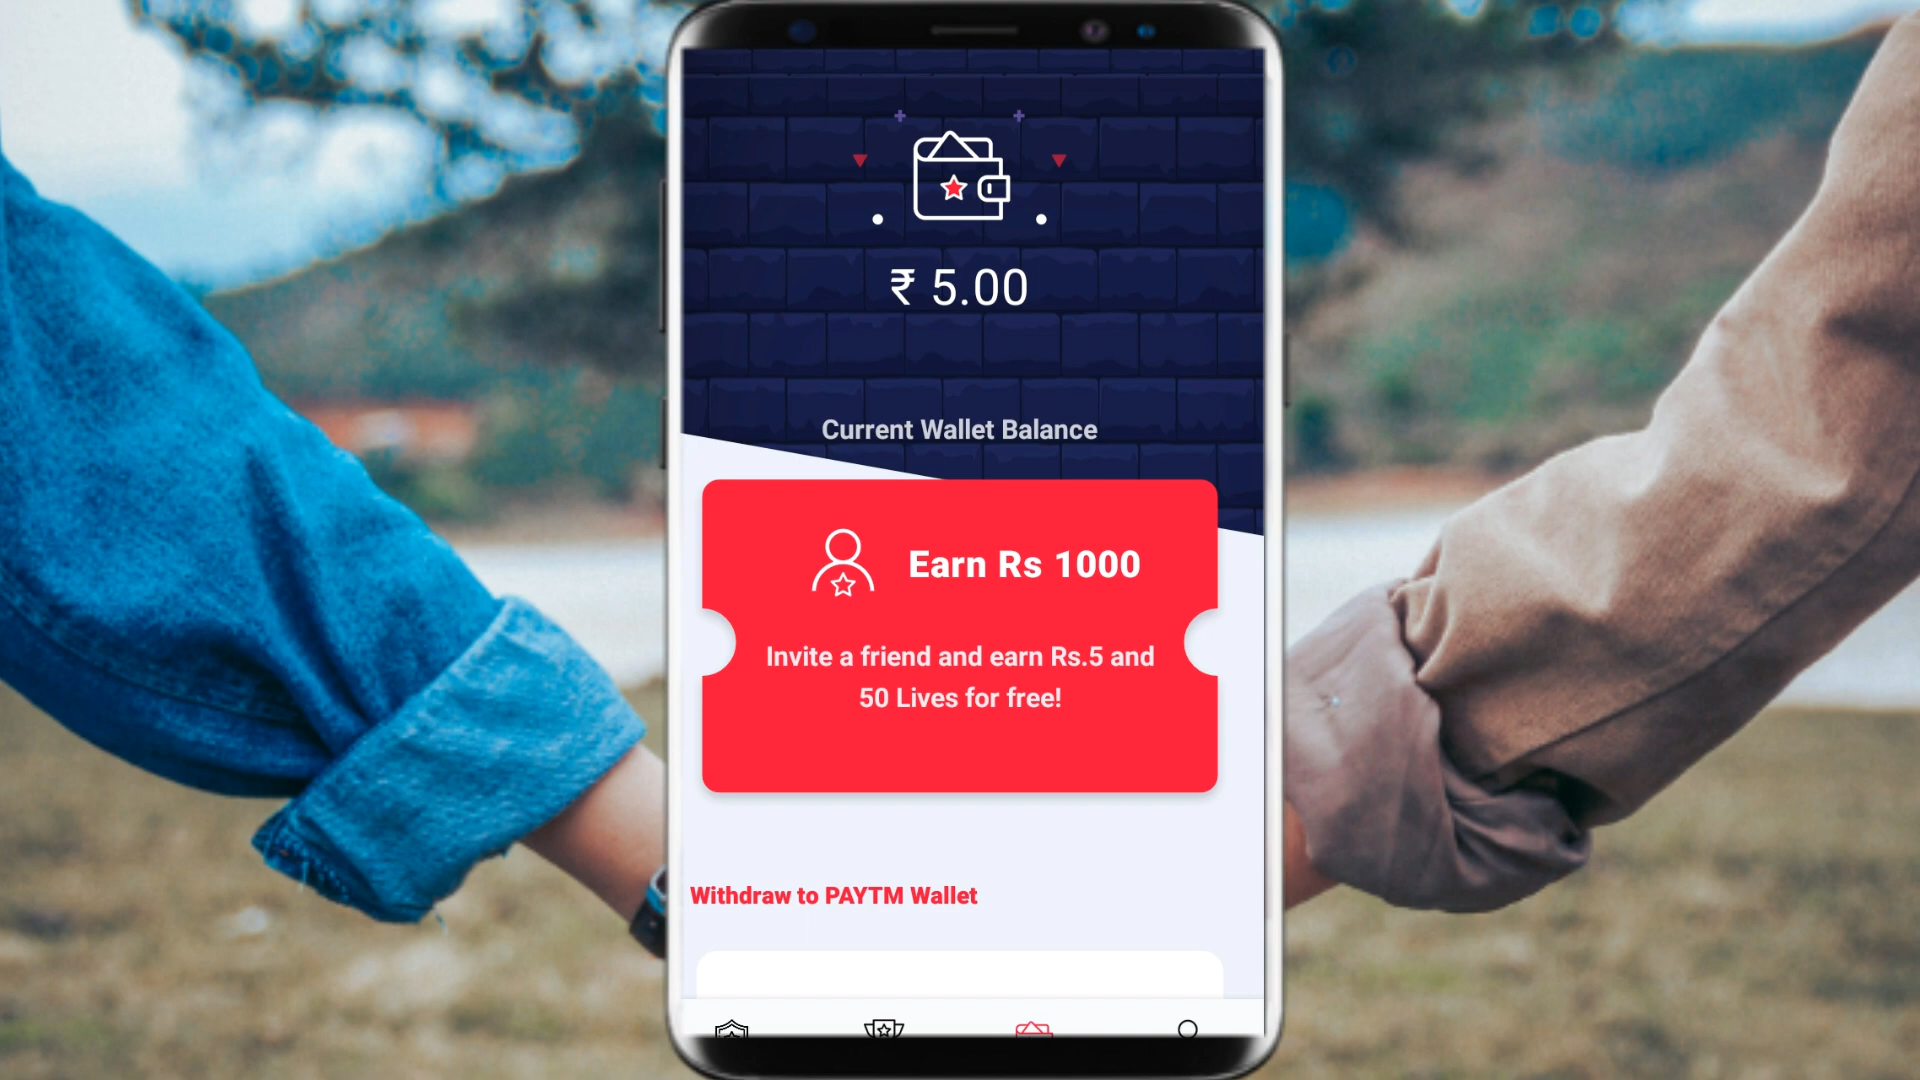 ₹ 5.00
Current Wallet Balance
Earn Rs 1000
Invite a friend and earn Rs.5 and
50 Lives for free!
Withdraw to PAYTM Wallet